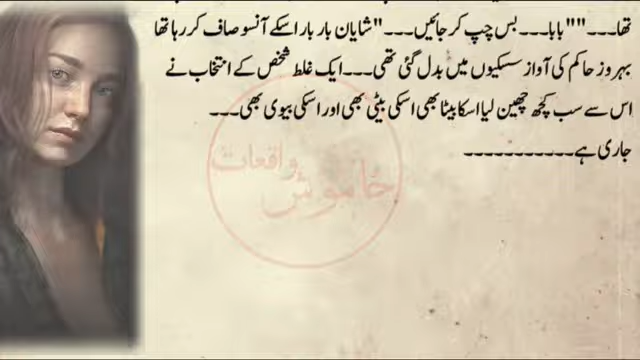 تھا۔۔۔""بابا۔۔۔بس چپ کر جائیں۔۔۔"شایان بار بار اسکے آنسو صاف کر رہا تھا
بہروز حاکم کی آواز سسکیوں میں بدل گئی تھی۔۔۔ایک غلط شخص کے انتخاب نے
اس سے سب کچھ چھین لیا اسکا بیٹا بھی اسکی بیٹی بھی اور اسکی بیوی بھی۔۔۔
جاری ہے۔۔۔۔۔۔۔۔۔۔۔
خاموش واقعات